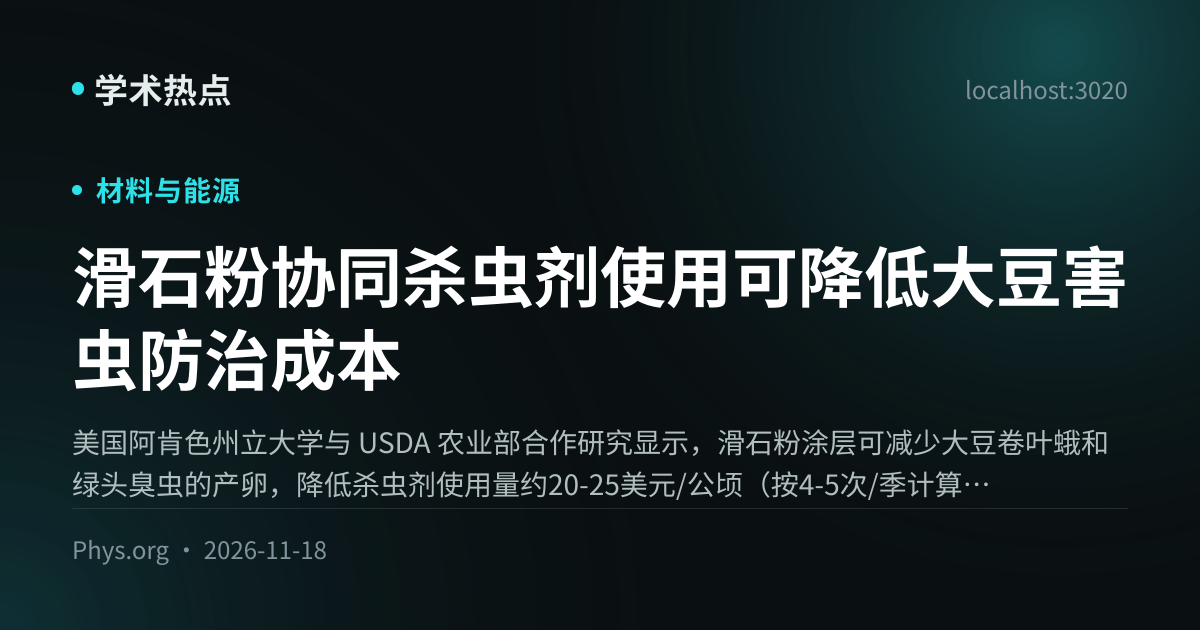 学术热点
localhost:3020
材料与能源
滑石粉协同杀虫剂使用可降低大豆害
虫防治成本
美国阿肯色州立大学与 USDA 农业部合作研究显示，滑石粉涂层可减少大豆卷叶蛾和
绿头臭虫的产卵，降低杀虫剂使用量约20-25美元/公顷（按4-5次/季计算…
Phys.org • 2026-11-18